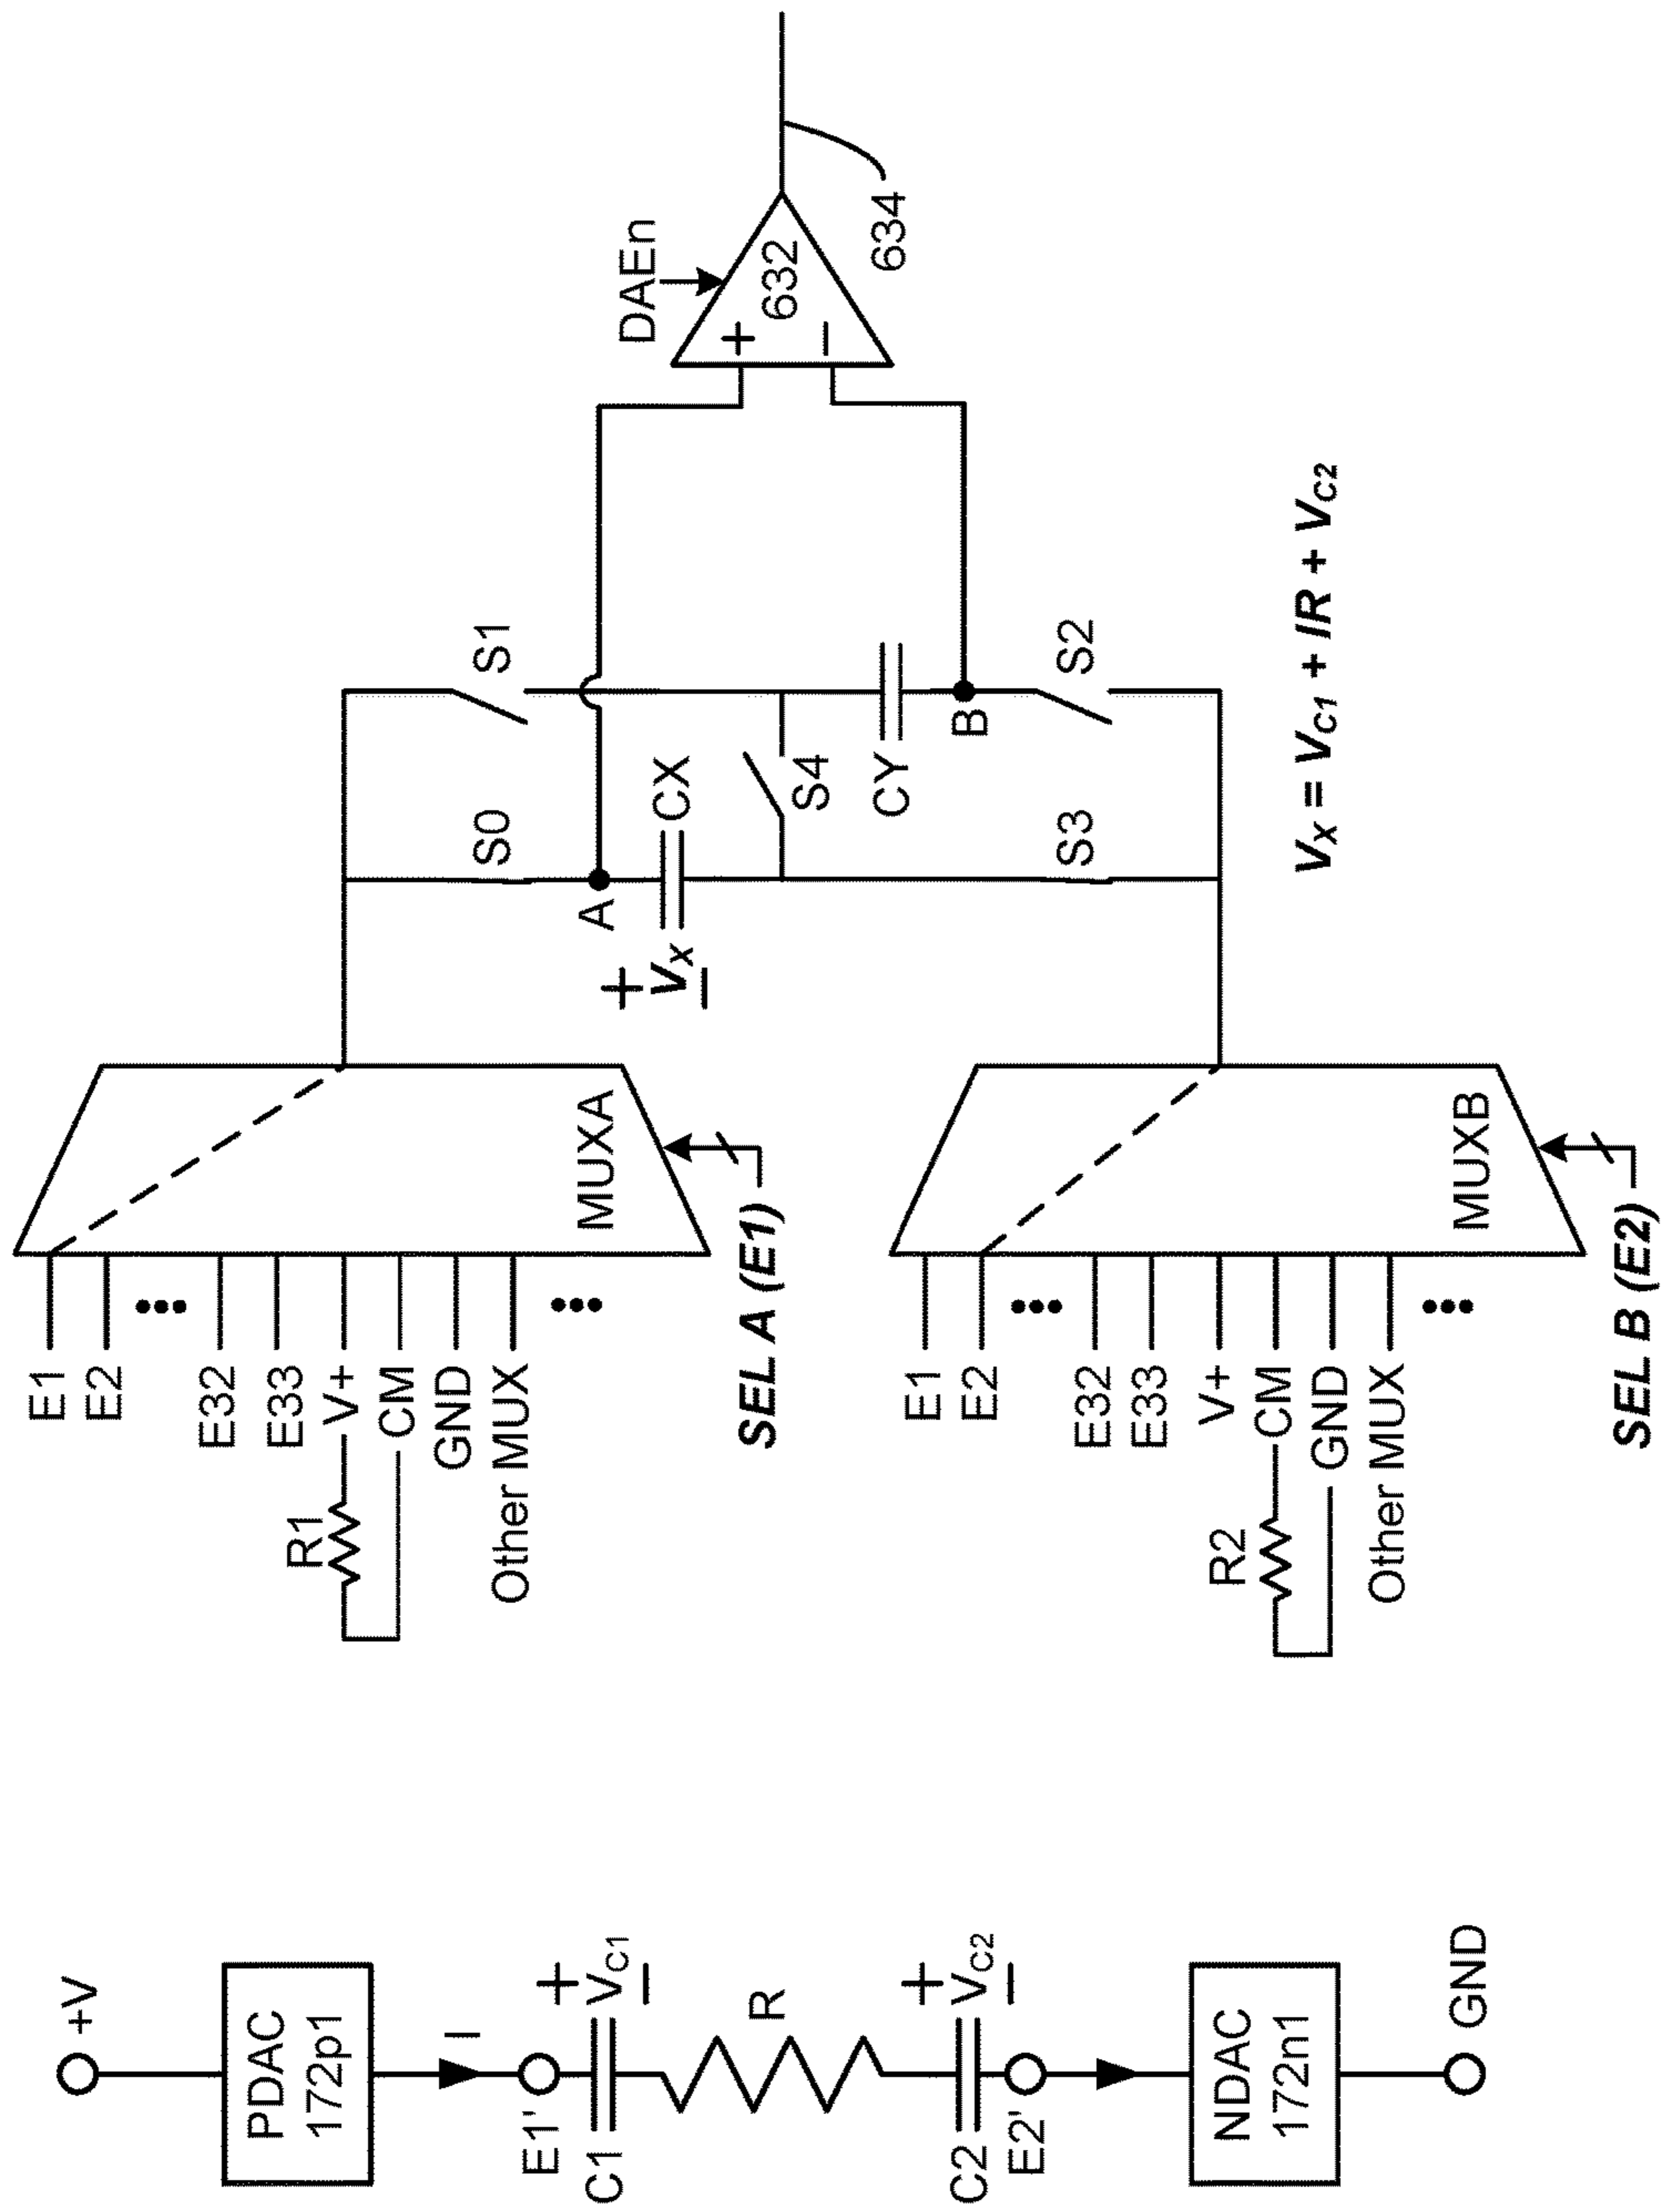 +V
PDAC
172p1
I
E1'
C1
+
VC1
–
R
C2
+
VC2
–
E2'
NDAC
172n1
GND
E1
E2
•••
E32
E33
V+
CM
GND
Other MUX
•••
R1
MUXA
SEL A (E1)
E1
E2
•••
E32
E33
V+
CM
GND
Other MUX
•••
R2
MUXB
SEL B (E2)
S0
S1
A
+
Vx
–
CX
S4
CY
B
S3
S2
DAEn
+
–
632
634
Vx = VC1 + IR + VC2